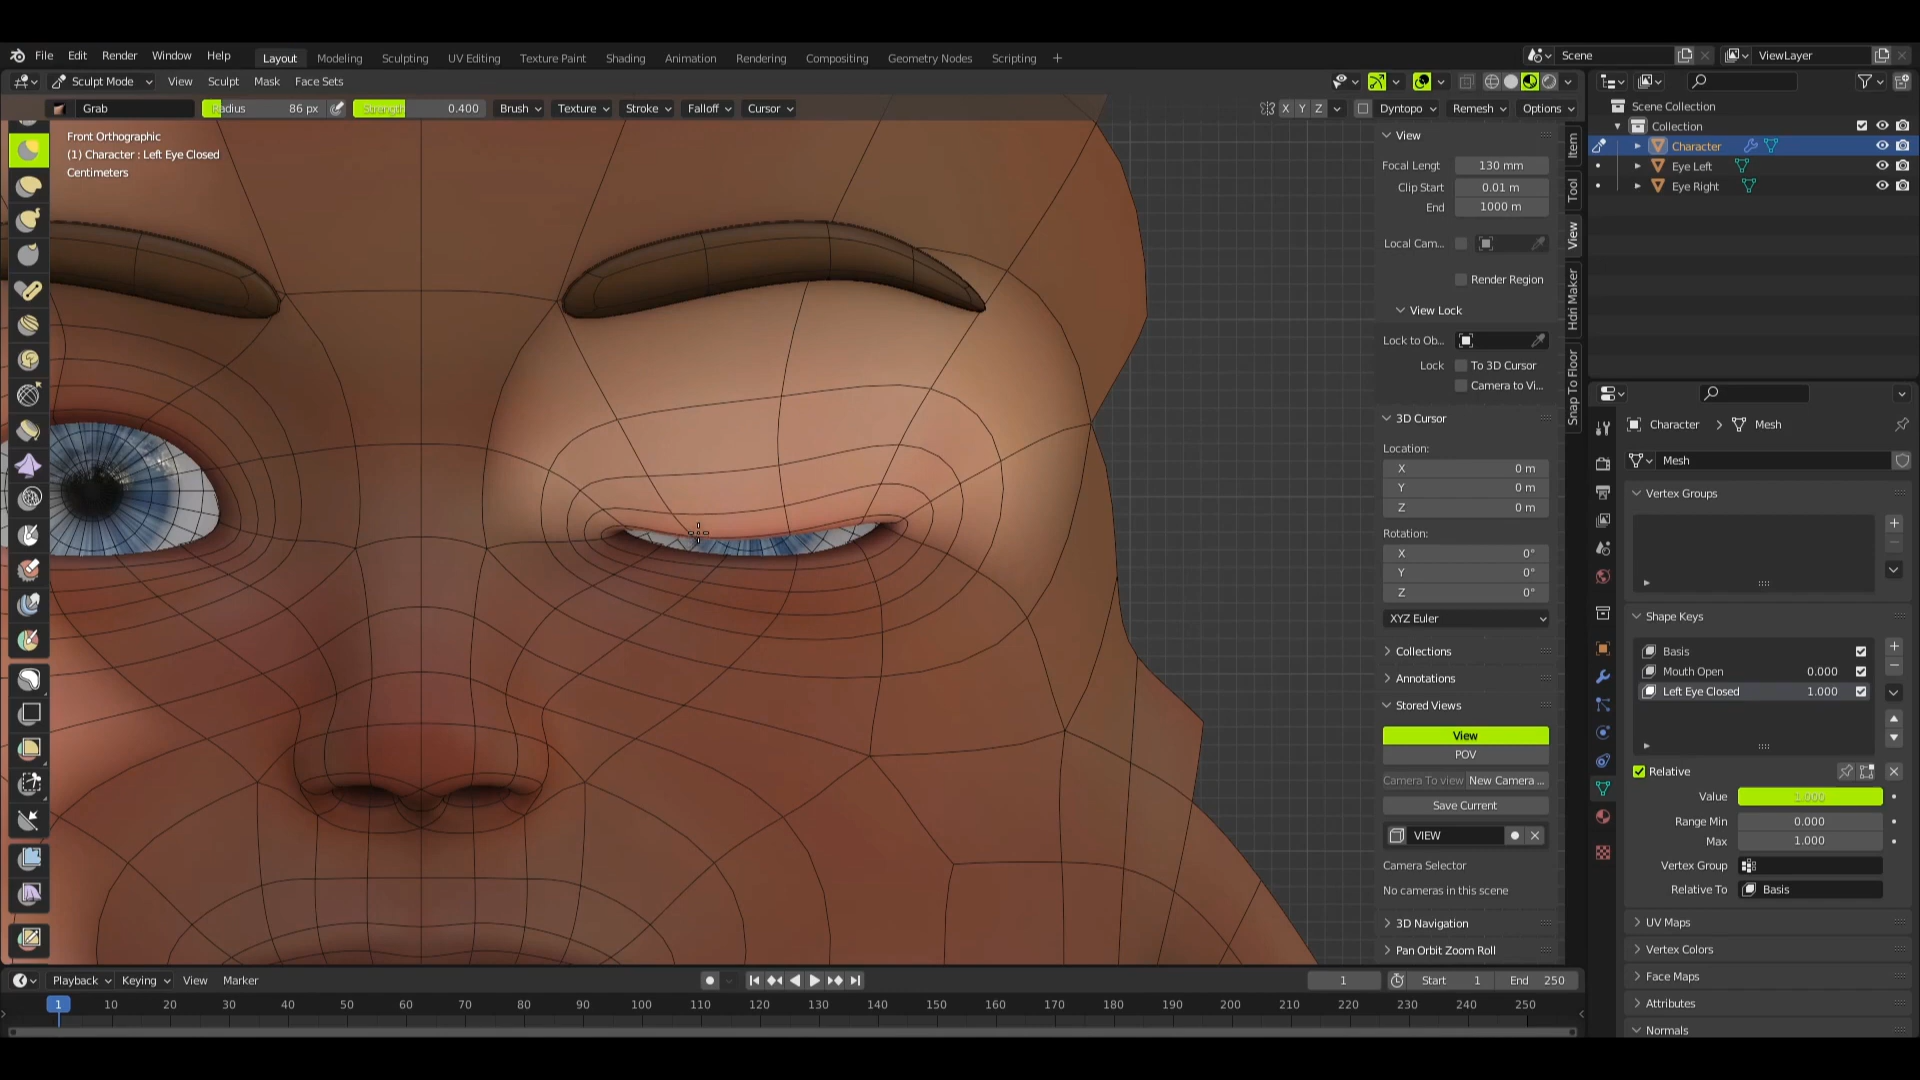 File Edit Render Window Help Layout Modeling Sculpting UV Editing Texture Paint Shading Animation Rendering Compositing Geometry Nodes Scripting + Scene ViewLayer
Sculpt Mode View Sculpt Mask Face Sets
Grab Radius 86 px Strength 0.400 Brush Texture Stroke Falloff Cursor X Y Z Dyntopo Remesh Options
Front Orthographic
(1) Character : Left Eye Closed
Centimeters
View
Focal Lengt 130 mm
Clip Start 0.01 m
End 1000 m
Local Cam...
Render Region
View Lock
Lock to Ob...
Lock To 3D Cursor
Camera to Vi...
3D Cursor
Location:
X 0 m
Y 0 m
Z 0 m
Rotation:
X 0°
Y 0°
Z 0°
XYZ Euler
Collections
Annotations
Stored Views
View
POV
Camera To view New Camera ...
Save Current
VIEW
Camera Selector
No cameras in this scene
3D Navigation
Pan Orbit Zoom Roll
Item
Tool
View
Hdri Maker
Snap To Floor
Scene Collection
Collection
Character
Eye Left
Eye Right
Character > Mesh
Mesh
Vertex Groups
Shape Keys
Basis
Mouth Open 0.000
Left Eye Closed 1.000
Relative
Value 1.000
Range Min 0.000
Max 1.000
Vertex Group
Relative To Basis
UV Maps
Vertex Colors
Face Maps
Attributes
Normals
Playback Keying View Marker 1 Start 1 End 250
1 10 20 30 40 50 60 70 80 90 100 110 120 130 140 150 160 170 180 190 200 210 220 230 240 250